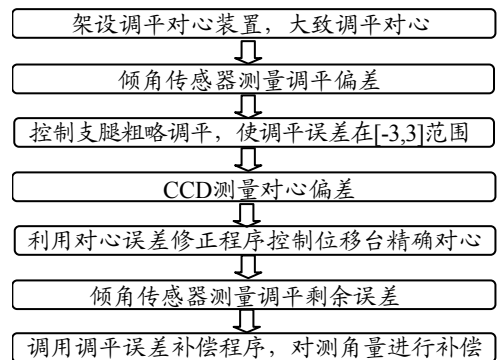 架设调平对心装置，大致调平对心
倾角传感器测量调平偏差
控制支腿粗略调平，使调平误差在[-3,3]范围
CCD测量对心偏差
利用对心误差修正程序控制位移台精确对心
倾角传感器测量调平剩余误差
调用调平误差补偿程序，对测角量进行补偿